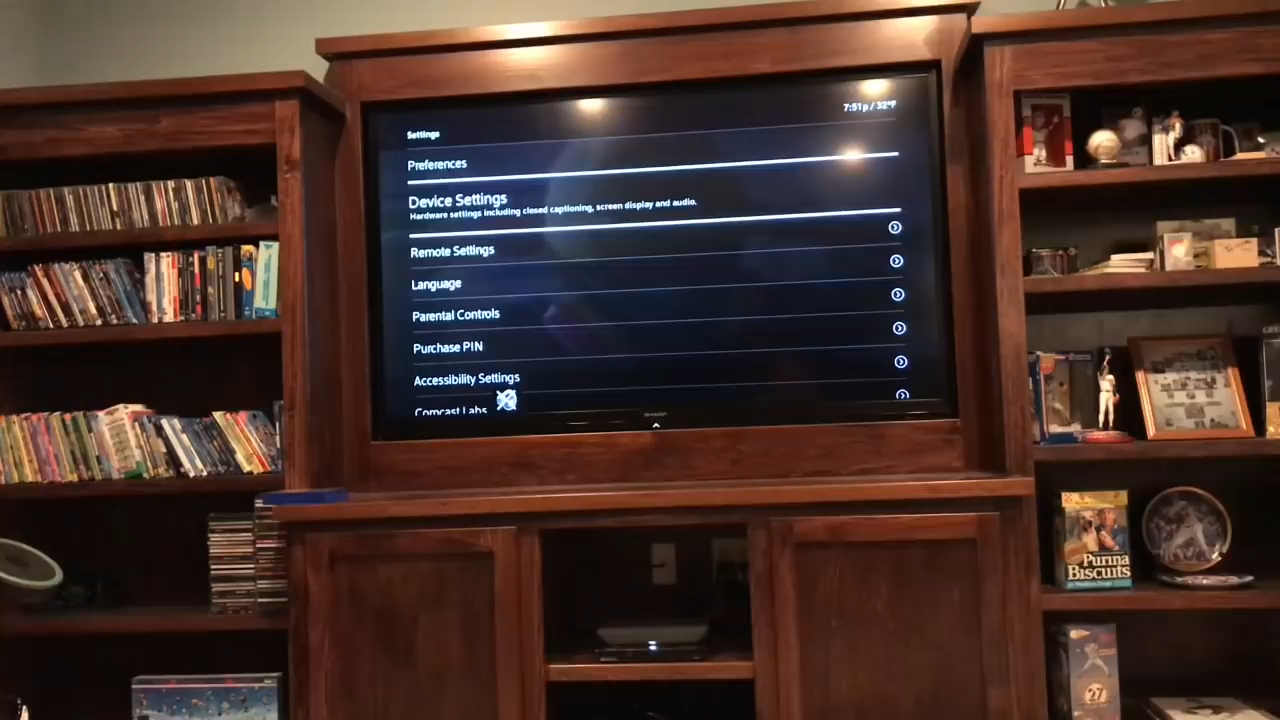 7:51p / 32°F
Settings
Preferences
Device Settings
Hardware settings including closed captioning, screen display and audio.
Remote Settings
Language
Parental Controls
Purchase PIN
Accessibility Settings
Comcast Labs
SHARP
Purina
Biscuits
27